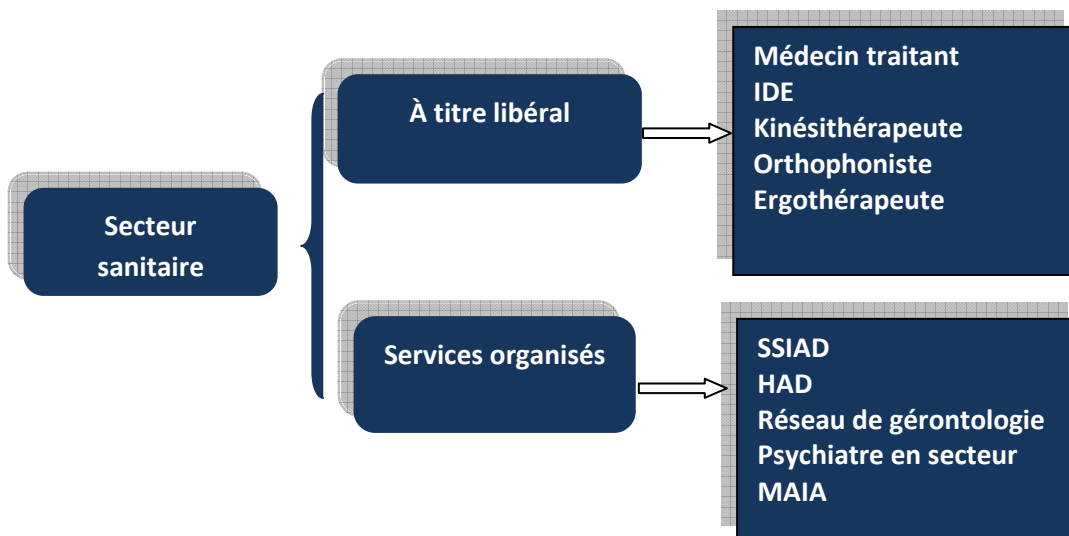 Secteur
sanitaire
À titre libéral
Médecin traitant
IDE
Kinésithérapeute
Orthophoniste
Ergothérapeute
Services organisés
SSIAD
HAD
Réseau de gérontologie
Psychiatre en secteur
MAIA